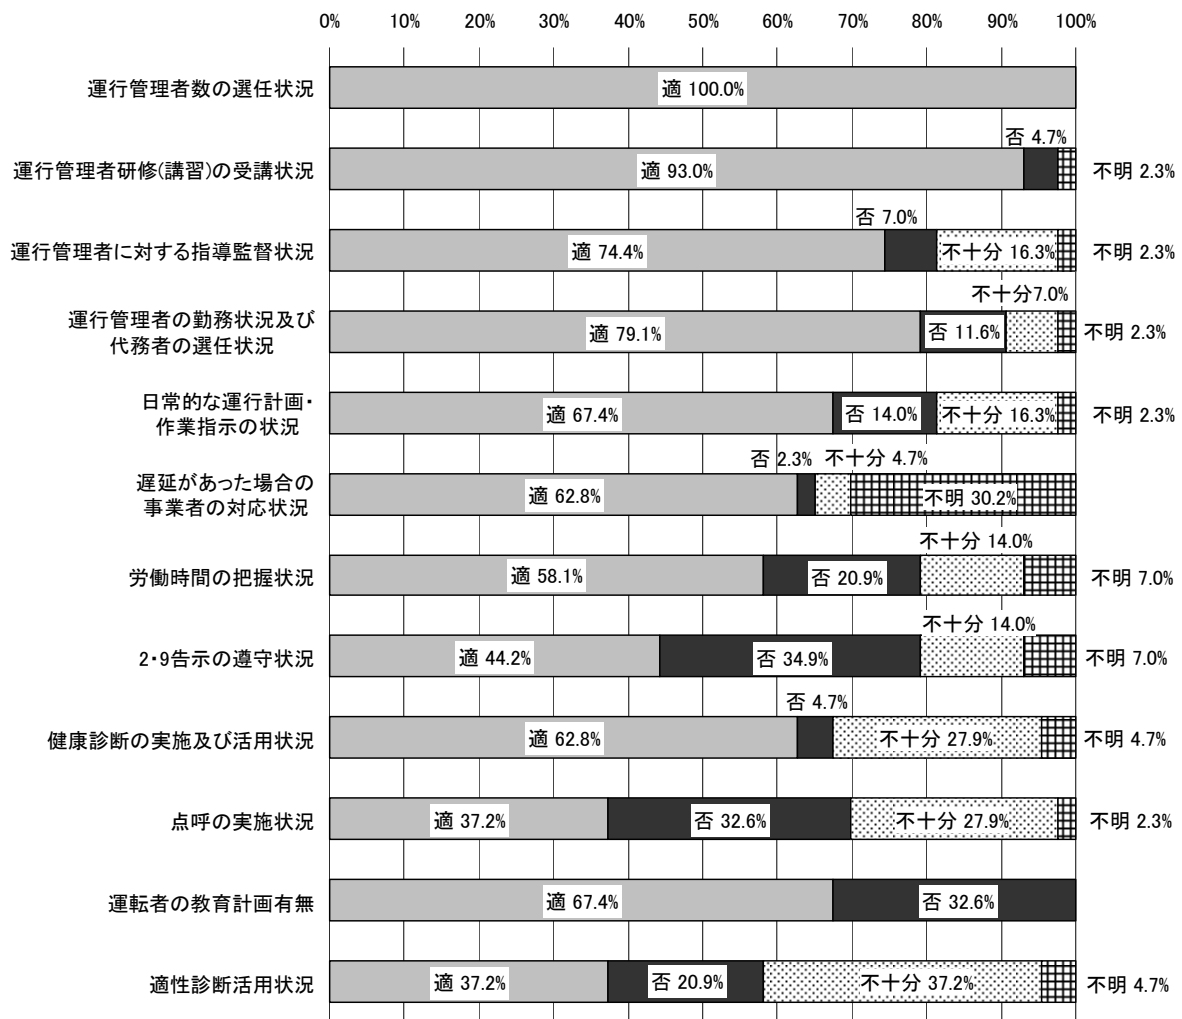 0% 10% 20% 30% 40% 50% 60% 70% 80% 90% 100%
運行管理者数の選任状況
適 100.0%
否 4.7%
運行管理者研修(講習)の受講状況
適 93.0%
不明 2.3%
否 7.0%
運行管理者に対する指導監督状況
適 74.4%
不十分 16.3%
不明 2.3%
不十分7.0%
運行管理者の勤務状況及び
代務者の選任状況
適 79.1%
否 11.6%
不明 2.3%
日常的な運行計画・
作業指示の状況
適 67.4%
否 14.0%
不十分 16.3%
不明 2.3%
否 2.3%
不十分 4.7%
遅延があった場合の
事業者の対応状況
適 62.8%
不明 30.2%
不十分 14.0%
労働時間の把握状況
適 58.1%
否 20.9%
不明 7.0%
不十分 14.0%
2・9告示の遵守状況
適 44.2%
否 34.9%
不明 7.0%
否 4.7%
健康診断の実施及び活用状況
適 62.8%
不十分 27.9%
不明 4.7%
点呼の実施状況
適 37.2%
否 32.6%
不十分 27.9%
不明 2.3%
運転者の教育計画有無
適 67.4%
否 32.6%
適性診断活用状況
適 37.2%
否 20.9%
不十分 37.2%
不明 4.7%